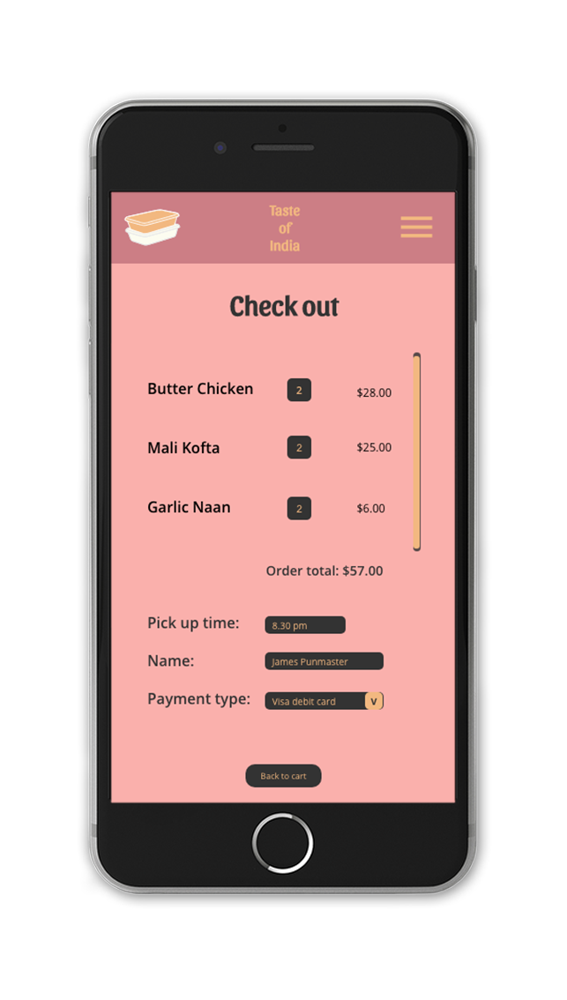 Taste
of
India
Check out
Butter Chicken 2 $28.00
Mali Kofta 2 $25.00
Garlic Naan 2 $6.00
Order total: $57.00
Pick up time: 8.30 pm
Name: James Punmaster
Payment type: Visa debit card v
Back to cart